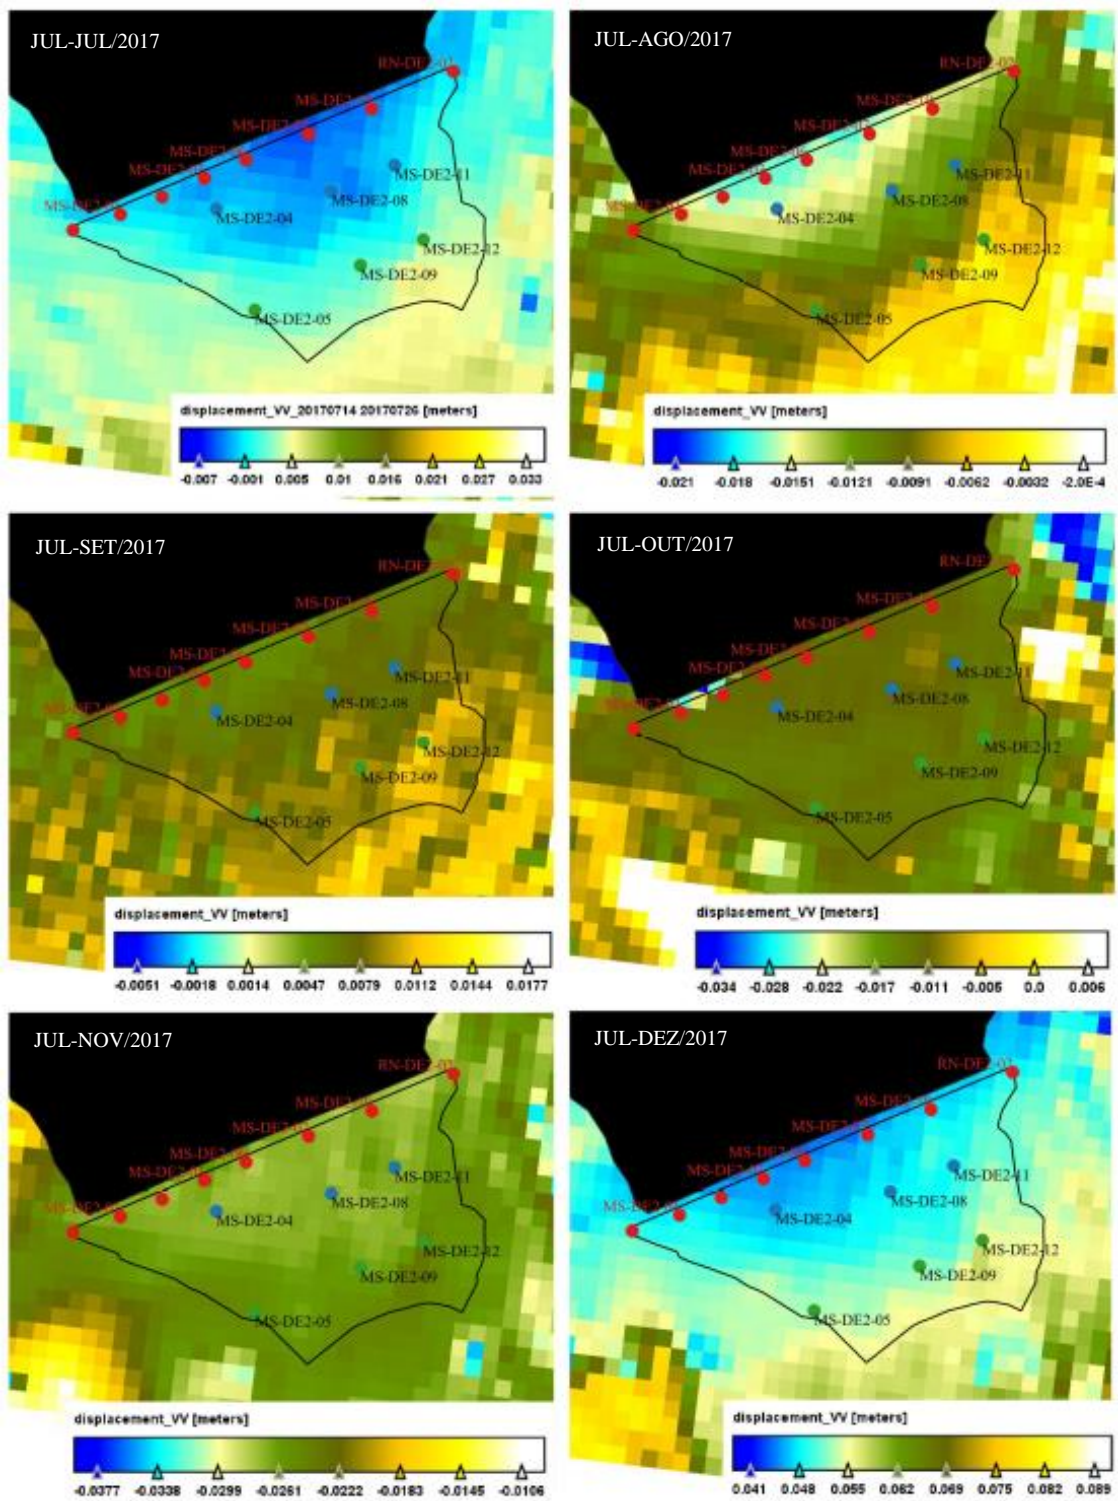 JUL-JUL/2017
RN-DE2-02
MS-DE2-11
MS-DE2-08
MS-DE2-04
MS-DE2-12
MS-DE2-09
MS-DE2-05
displacement_VV_20170714 20170726 [meters]
-0.007 -0.001 0.005 0.01 0.016 0.021 0.027 0.033
JUL-AGO/2017
MS-DE2-11
MS-DE2-08
MS-DE2-04
MS-DE2-12
MS-DE2-09
MS-DE2-05
displacement_VV [meters]
-0.021 -0.018 -0.0151 -0.0121 -0.0091 -0.0062 -0.0032 -2.0E-4
JUL-SET/2017
MS-DE2-11
MS-DE2-08
MS-DE2-04
MS-DE2-12
MS-DE2-09
MS-DE2-05
displacement_VV [meters]
-0.0051 -0.0018 0.0014 0.0047 0.0079 0.0112 0.0144 0.0177
JUL-OUT/2017
MS-DE2-11
MS-DE2-08
MS-DE2-04
MS-DE2-12
MS-DE2-09
MS-DE2-05
displacement_VV [meters]
-0.034 -0.028 -0.022 -0.017 -0.011 -0.005 0.0 0.006
JUL-NOV/2017
MS-DE2-11
MS-DE2-08
MS-DE2-04
MS-DE2-12
MS-DE2-09
MS-DE2-05
displacement_VV [meters]
-0.0377 -0.0338 -0.0299 -0.0261 -0.0222 -0.0183 -0.0145 -0.0106
JUL-DEZ/2017
RN-DE2-02
MS-DE2-11
MS-DE2-08
MS-DE2-04
MS-DE2-12
MS-DE2-09
MS-DE2-05
displacement_VV [meters]
0.041 0.048 0.055 0.062 0.069 0.075 0.082 0.089